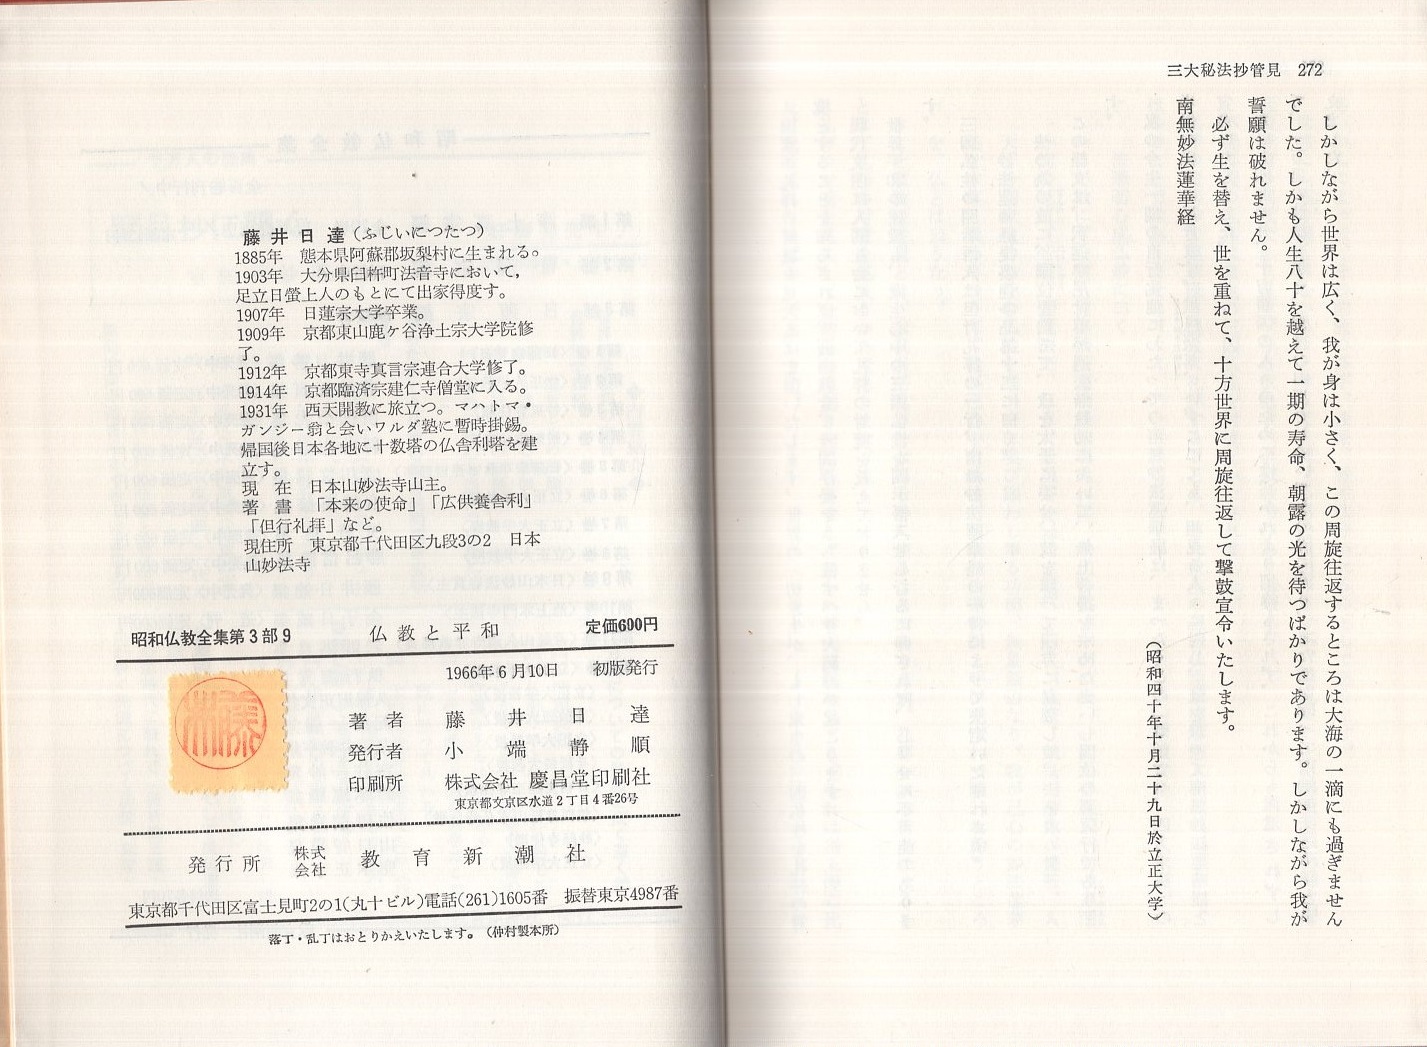 三大秘法抄管見 272
しかしながら世界は広く、我が身は小さく、この周旋往返するところは大海の一滴にも過ぎません
でした。しかも人生八十を越えて一期の寿命、朝露の光を待つばかりであります。しかしながら我が
誓願は破れません。
必ず生を替え、世を重ねて、十方世界に周旋往返して撃鼓宣令いたします。
南無妙法蓮華経
（昭和四十年十月二十九日於立正大学）
藤井日達（ふじいにつたつ）
1885年 熊本県阿蘇郡坂梨村に生まれる。
1903年 大分県臼杵町法音寺において，
足立日螢上人のもとにて出家得度す。
1907年 日蓮宗大学卒業。
1909年 京都東山鹿ケ谷浄土宗大学院修
了。
1912年 京都東寺真言宗連合大学修了。
1914年 京都臨済宗建仁寺僧堂に入る。
1931年 西天開教に旅立つ。マハトマ・
ガンジー翁と会いワルダ塾に暫時掛錫。
帰国後日本各地に十数塔の仏舎利塔を建
立す。
現在 日本山妙法寺山主。
著書 「本来の使命」「広供養舎利」
「但行礼拝」など。
現住所 東京都千代田区九段3の2 日本
山妙法寺
昭和仏教全集第3部9 仏教と平和 定価600円
1966年6月10日 初版発行
著者 藤井日達
発行者 小端静順
印刷所 株式会社 慶昌堂印刷社
東京都文京区水道2丁目4番26号
発行所 株式会社 教育新潮社
東京都千代田区富士見町2の1(丸十ビル)電話(261)1605番 振替東京4987番
落丁・乱丁はおとりかえいたします。（仲村製本所）